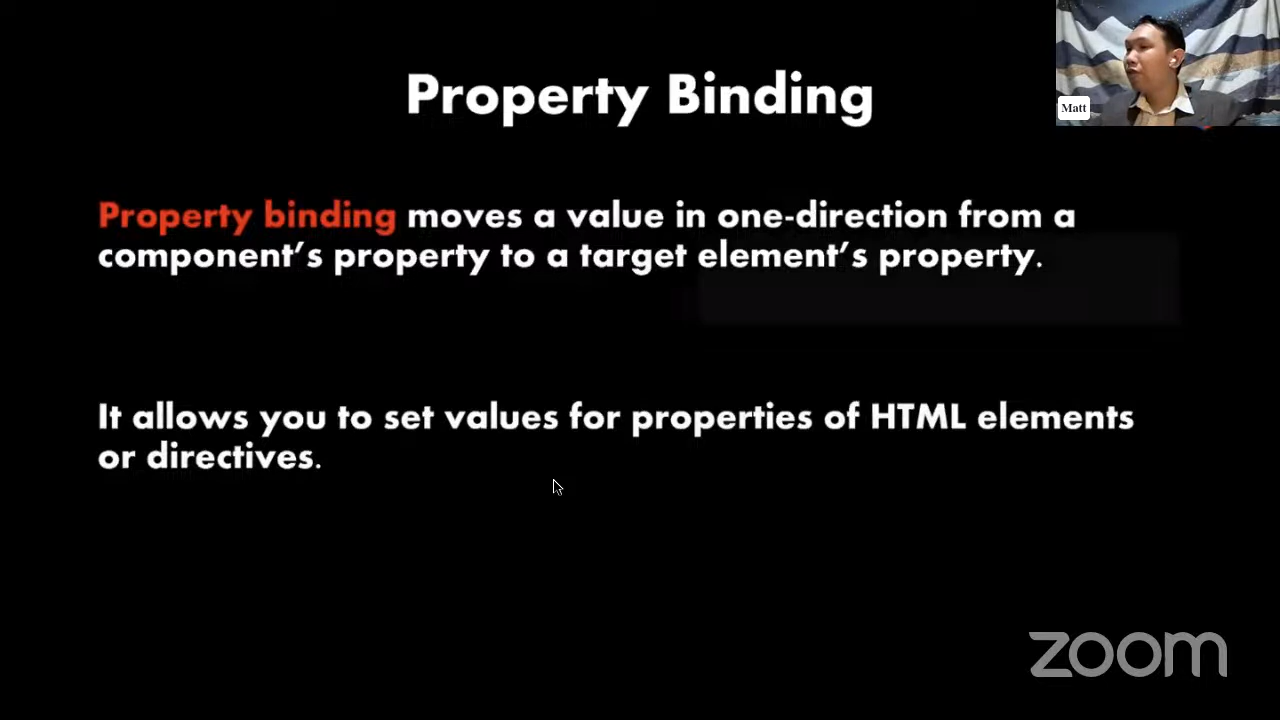 Property Binding
Matt
Property binding moves a value in one-direction from a
component's property to a target element's property.
It allows you to set values for properties of HTML elements
or directives.
zoom